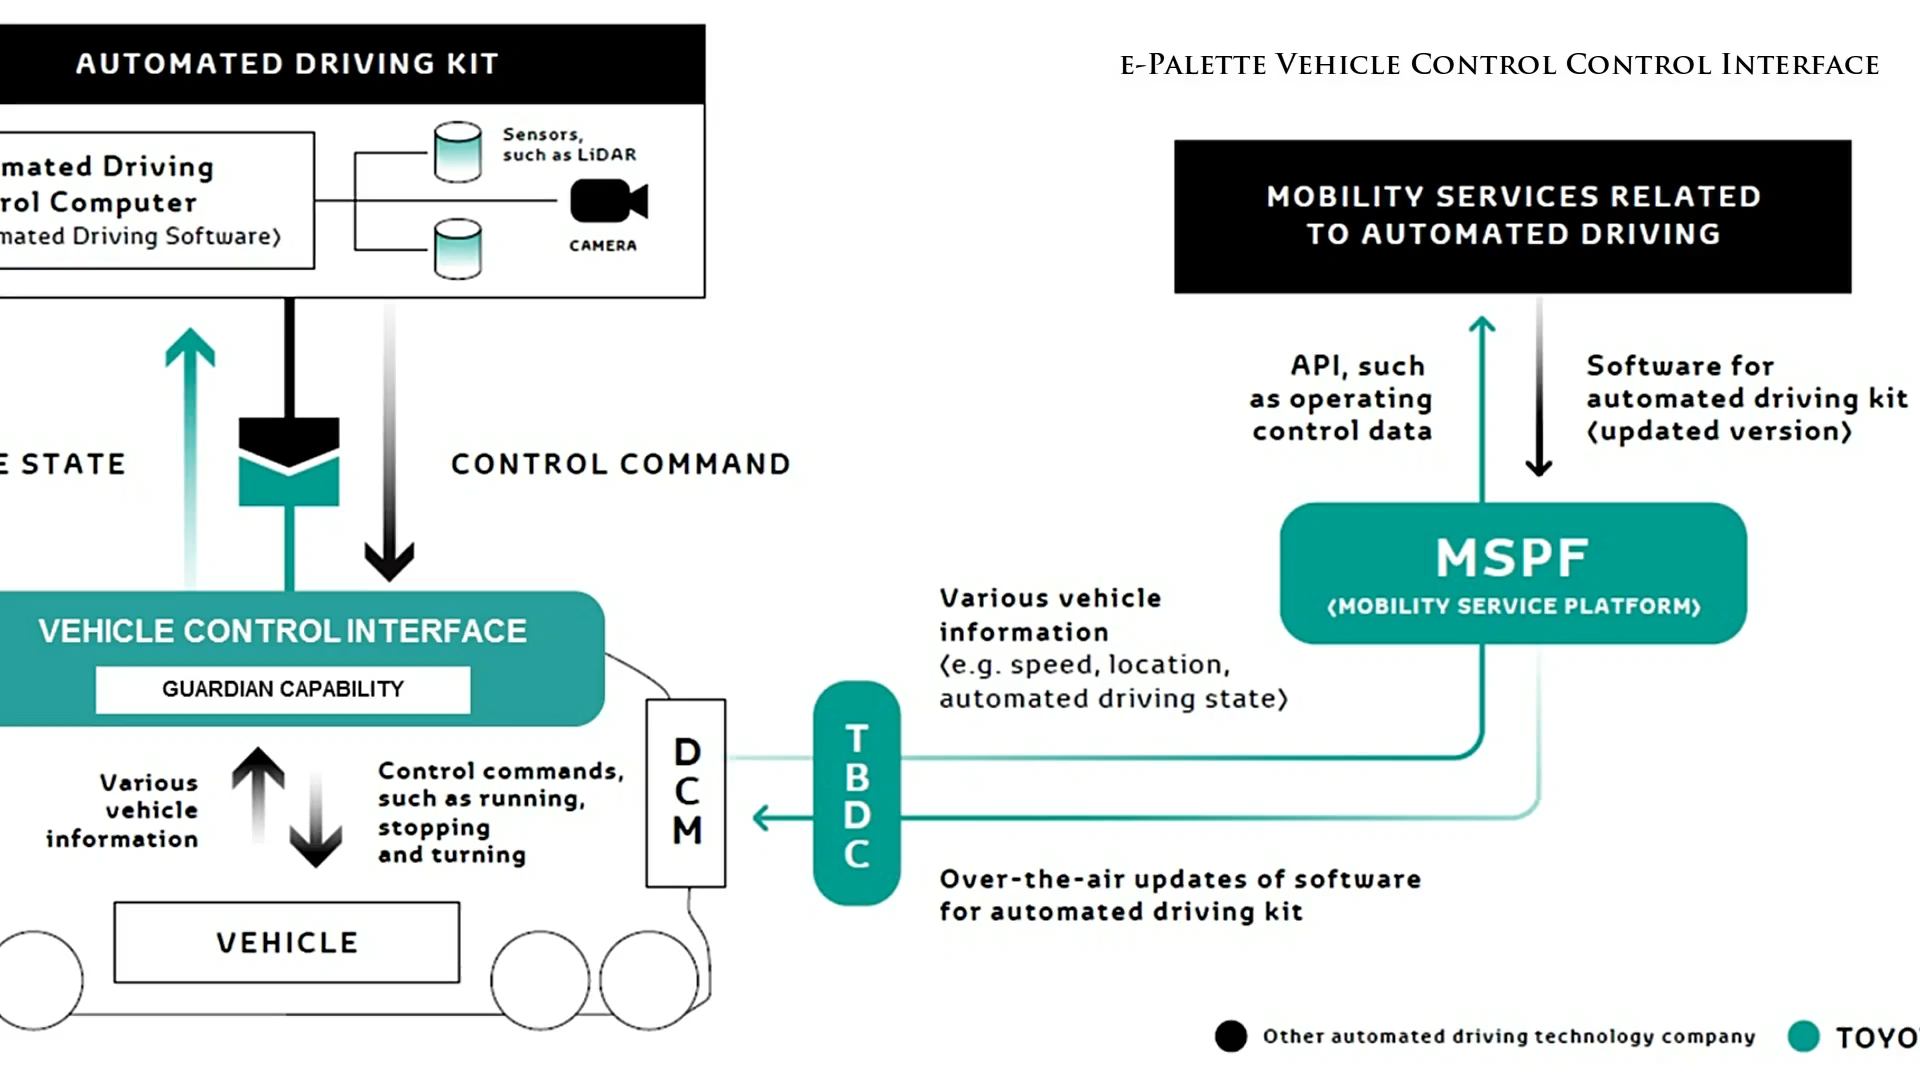 AUTOMATED DRIVING KIT
e-Palette Vehicle Control Control Interface
Sensors,
such as LiDAR
mated Driving
rol Computer
mated Driving Software〉
CAMERA
MOBILITY SERVICES RELATED
TO AUTOMATED DRIVING
API, such
as operating
control data
Software for
automated driving kit
〈updated version〉
E STATE
CONTROL COMMAND
MSPF
〈MOBILITY SERVICE PLATFORM〉
VEHICLE CONTROL INTERFACE
GUARDIAN CAPABILITY
Various vehicle
information
〈e.g. speed, location,
automated driving state〉
DCM
TBDC
Various
vehicle
information
Control commands,
such as running,
stopping
and turning
Over-the-air updates of software
for automated driving kit
VEHICLE
Other automated driving technology company
TOYO